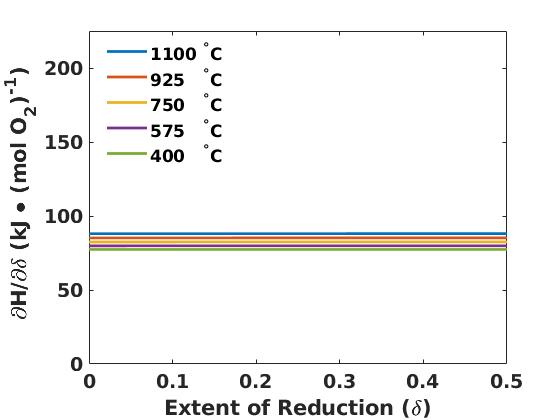 ∂H/∂δ (kJ • (mol O2)-1)
200
150
100
50
0
1100 °C
925 °C
750 °C
575 °C
400 °C
0 0.1 0.2 0.3 0.4 0.5
Extent of Reduction (δ)